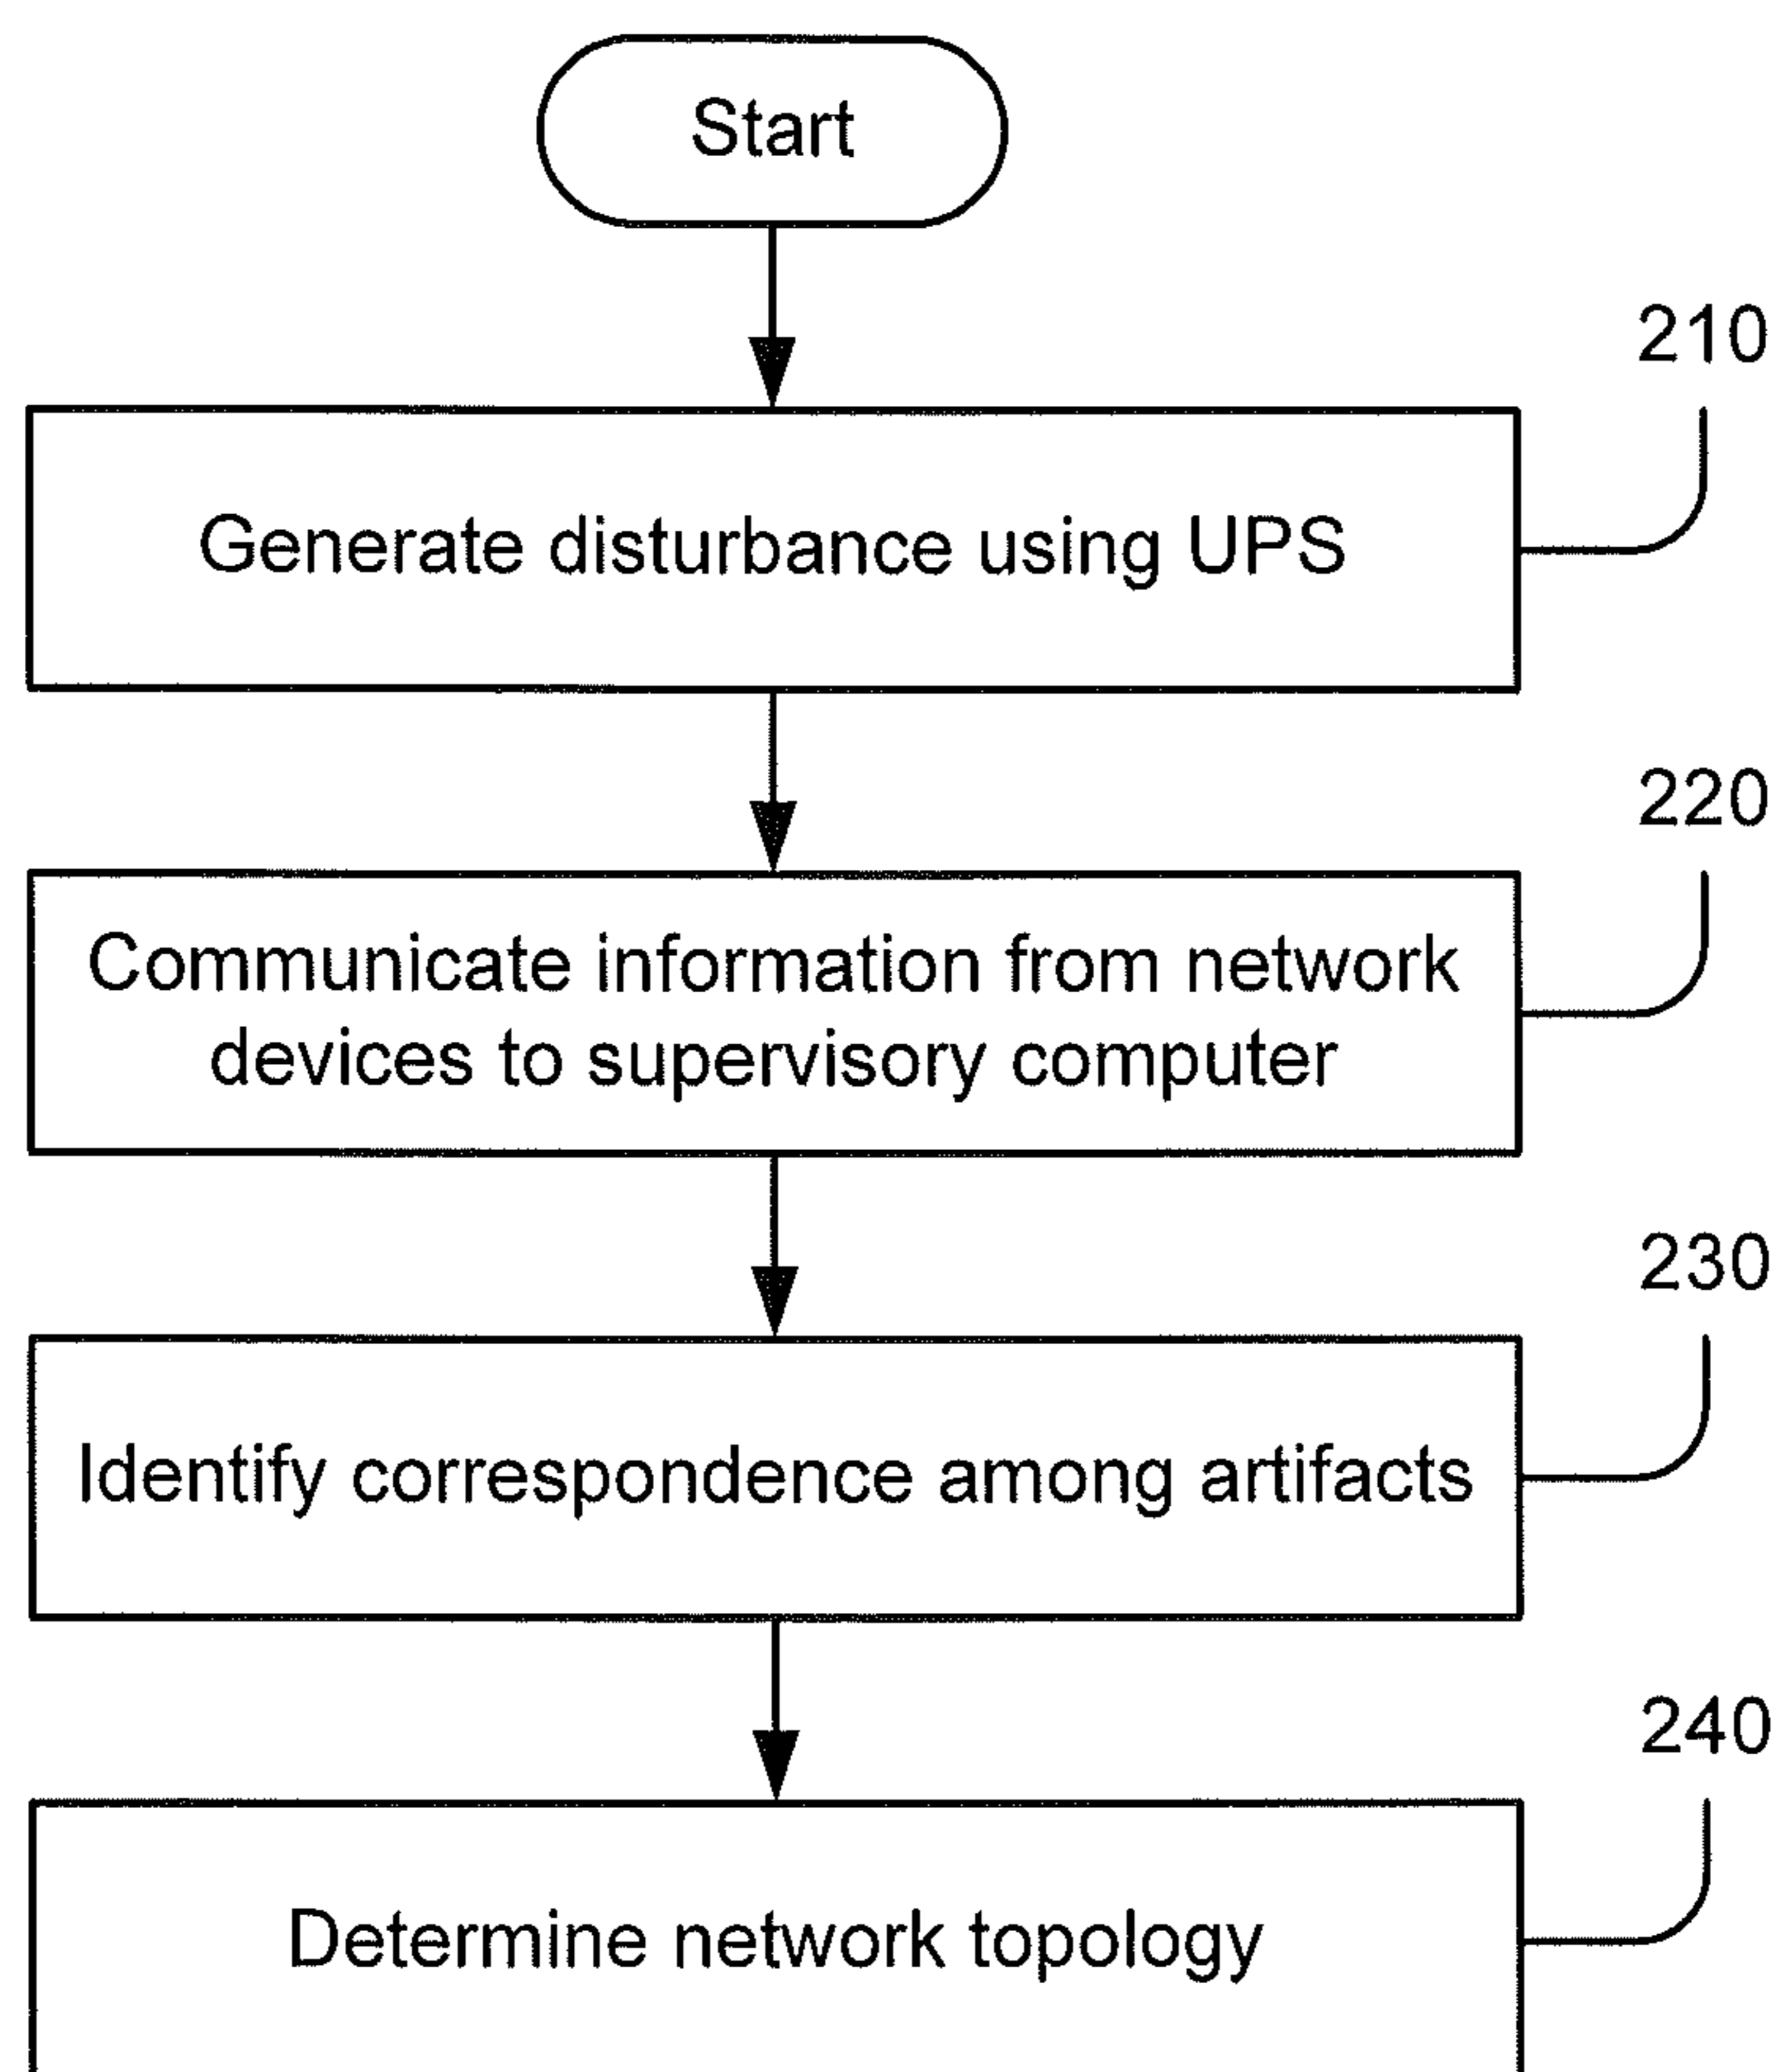 Start
210
Generate disturbance using UPS
220
Communicate information from network
devices to supervisory computer
230
Identify correspondence among artifacts
240
Determine network topology